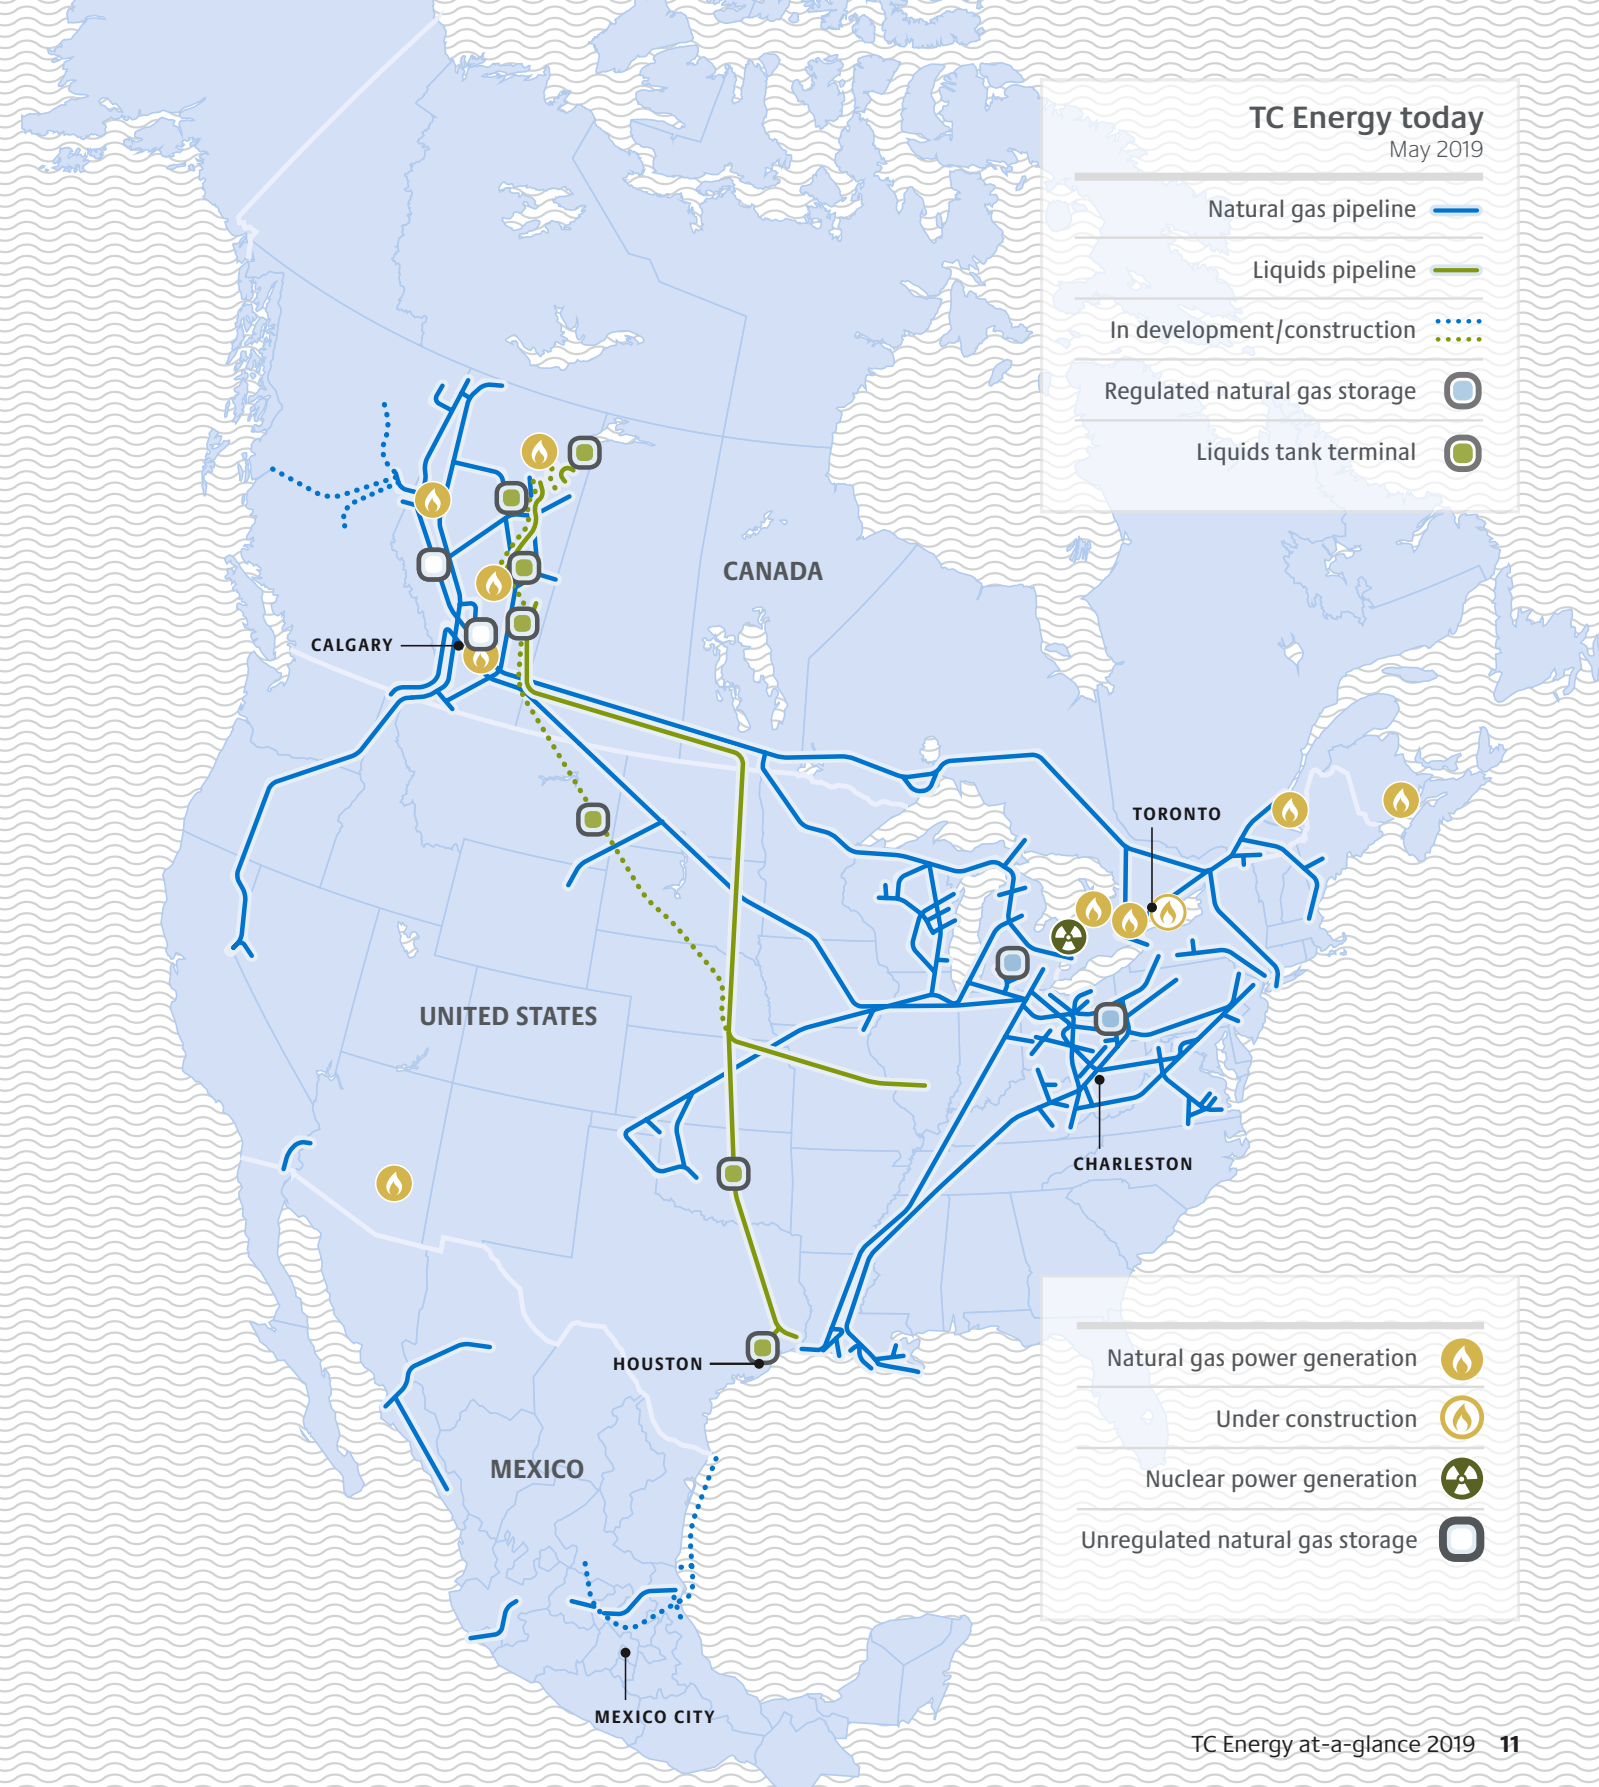 TC Energy today
May 2019
Natural gas pipeline
Liquids pipeline
In development/construction
Regulated natural gas storage
Liquids tank terminal
CANADA
CALGARY
TORONTO
UNITED STATES
CHARLESTON
HOUSTON
Natural gas power generation
Under construction
MEXICO
Nuclear power generation
Unregulated natural gas storage
MEXICO CITY
TC Energy at-a-glance 2019 11